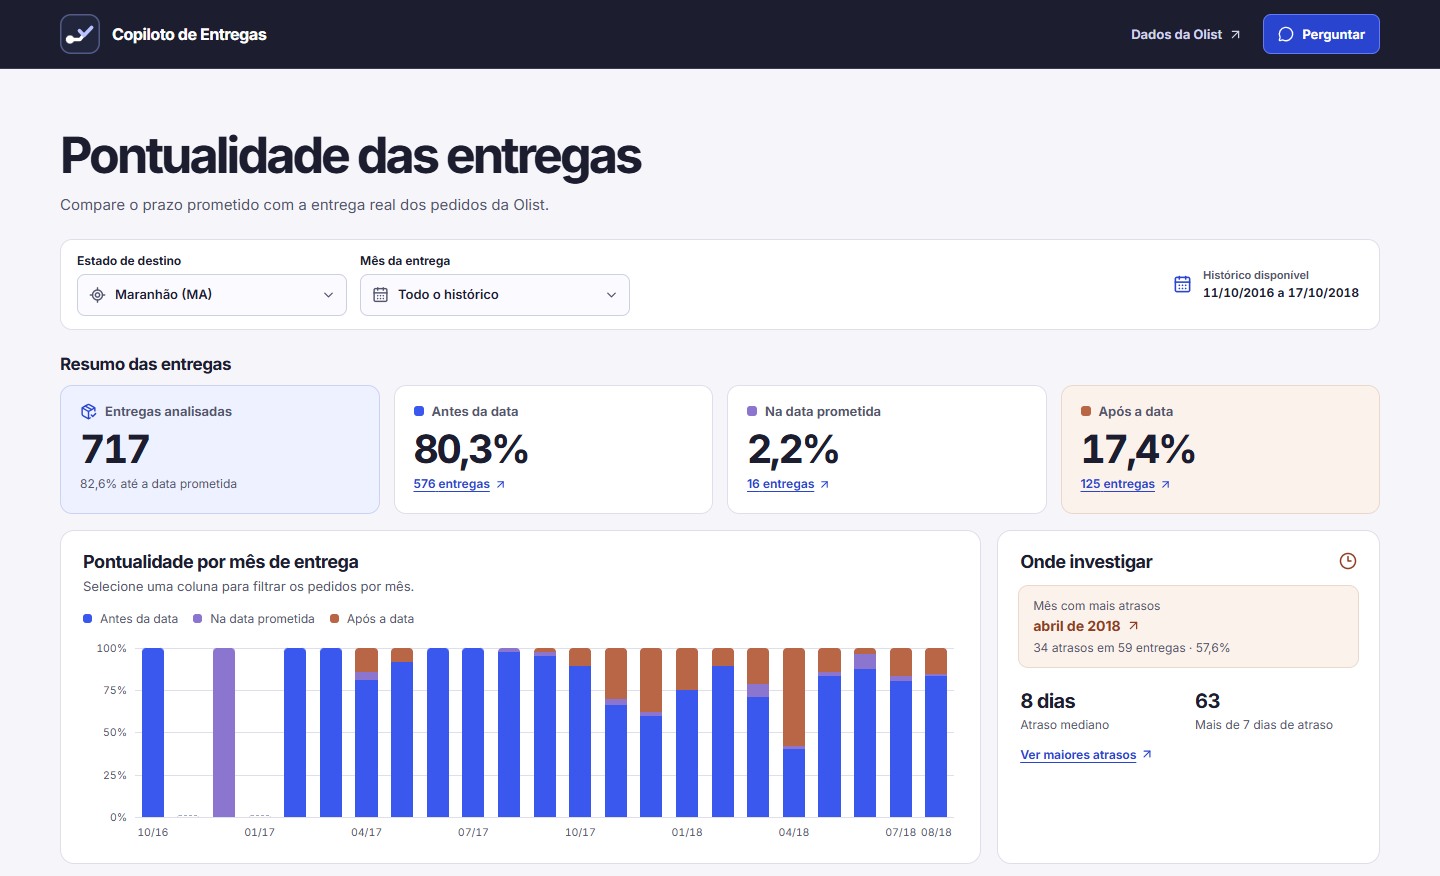 Copiloto de Entregas
Dados da Olist
Perguntar
Pontualidade das entregas
Compare o prazo prometido com a entrega real dos pedidos da Olist.
Estado de destino
Maranhão (MA)
Mês da entrega
Todo o histórico
Histórico disponível
11/10/2016 a 17/10/2018
Resumo das entregas
Entregas analisadas
717
82,6% até a data prometida
Antes da data
80,3%
576 entregas
Na data prometida
2,2%
16 entregas
Após a data
17,4%
125 entregas
Pontualidade por mês de entrega
Selecione uma coluna para filtrar os pedidos por mês.
Antes da data
Na data prometida
Após a data
100%
75%
50%
25%
0%
10/16
01/17
04/17
07/17
10/17
01/18
04/18
07/18
08/18
Onde investigar
Mês com mais atrasos
abril de 2018
34 atrasos em 59 entregas · 57,6%
8 dias
Atraso mediano
63
Mais de 7 dias de atraso
Ver maiores atrasos